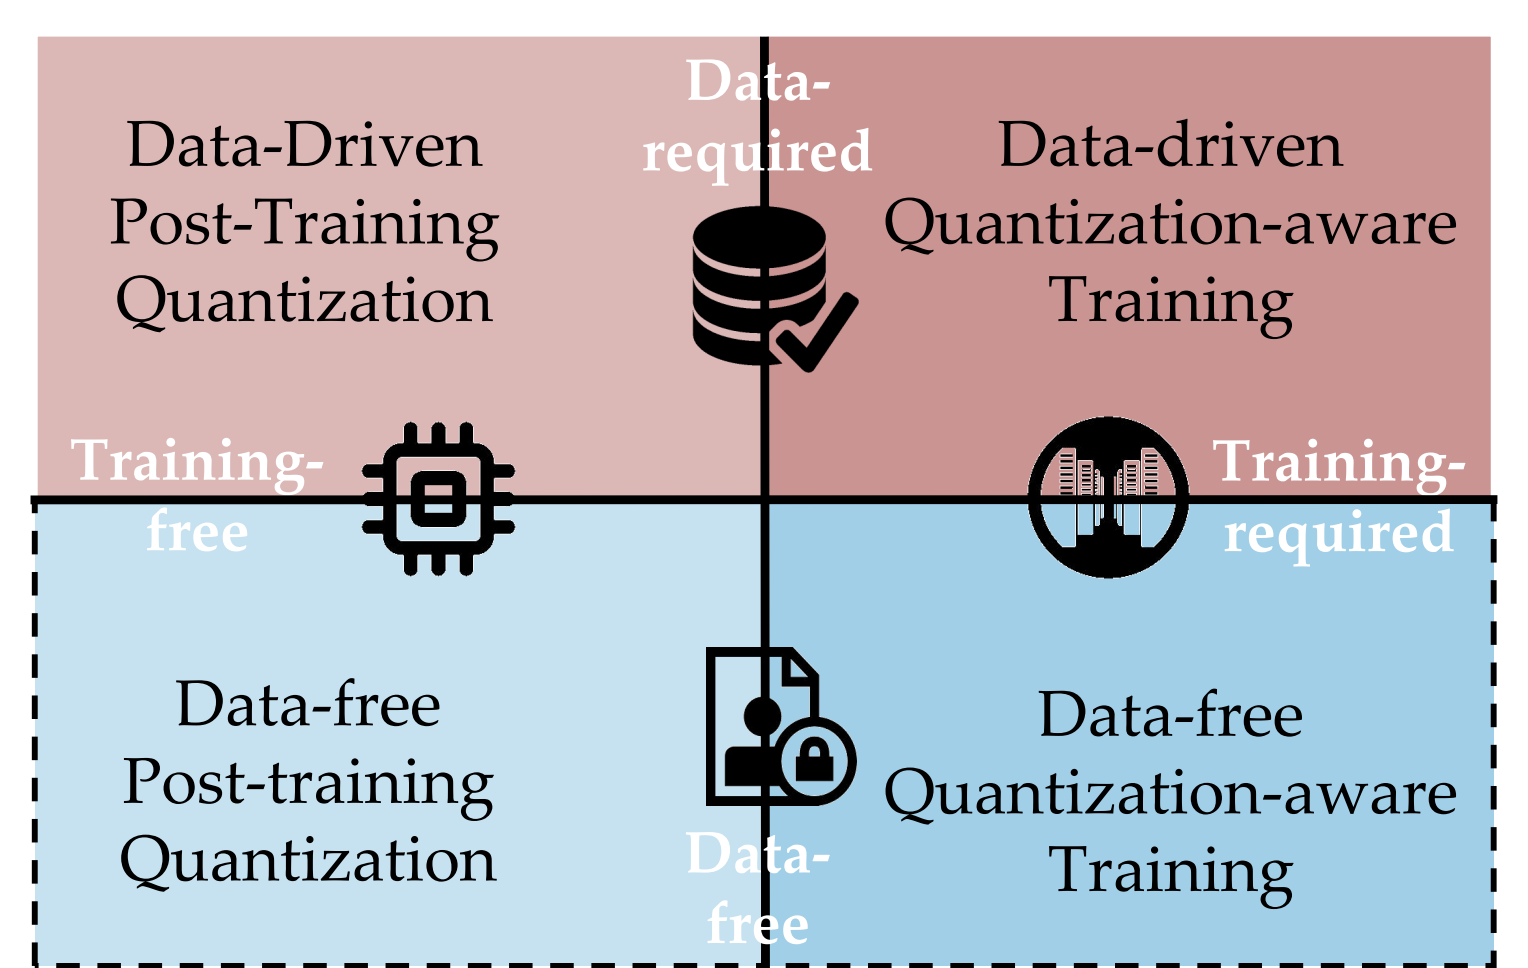 Data-
required
Data-Driven
Post-Training
Quantization
Data-driven
Quantization-aware
Training
Training-
free
Training-
required
Data-free
Post-training
Quantization
Data-free
Quantization-aware
Training
Data-
free